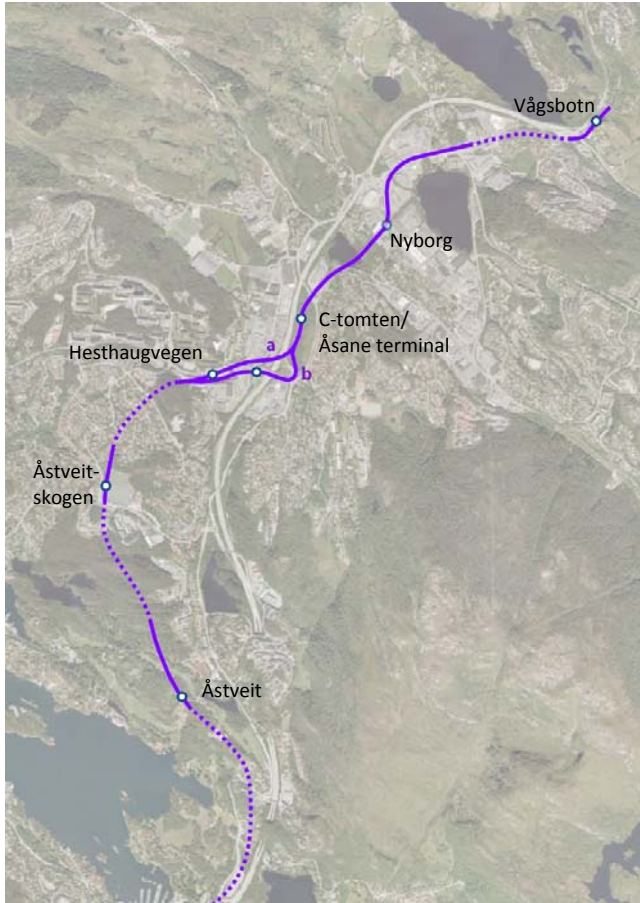 Vågsbotn
Nyborg
C-tomten/
Åsane terminal
a
Hesthaugvegen
b
Åstveit-
skogen
Åstveit